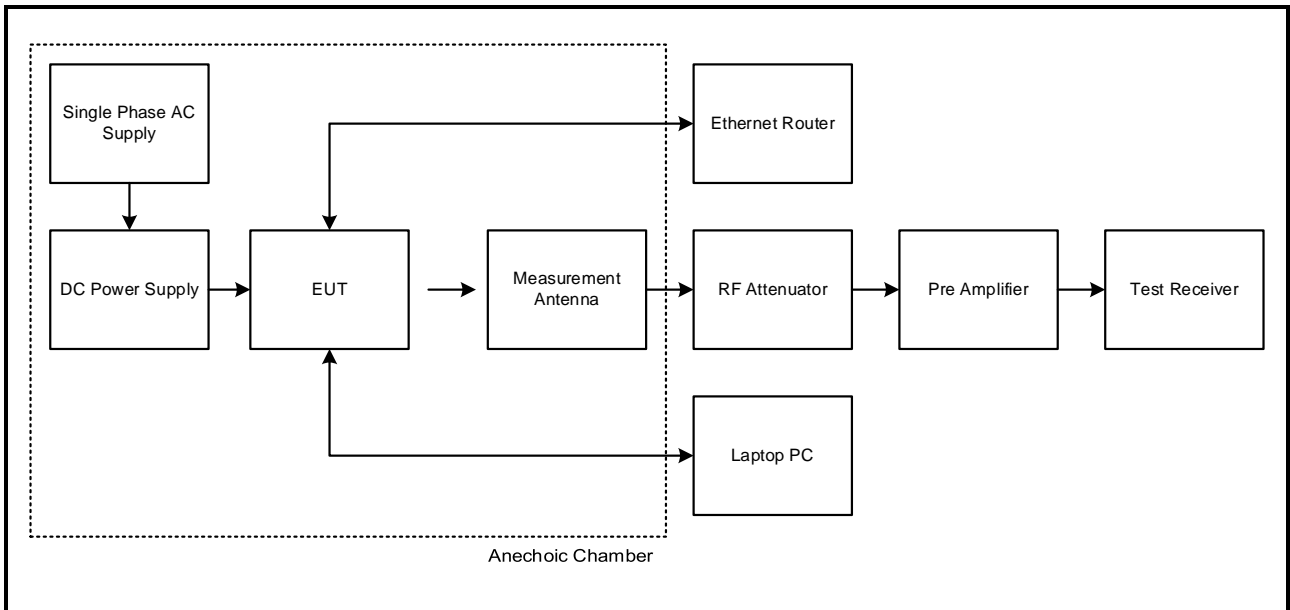 Single Phase AC
Supply
Ethernet Router
DC Power Supply
EUT
Measurement
Antenna
RF Attenuator
Pre Amplifier
Test Receiver
Laptop PC
Anechoic Chamber